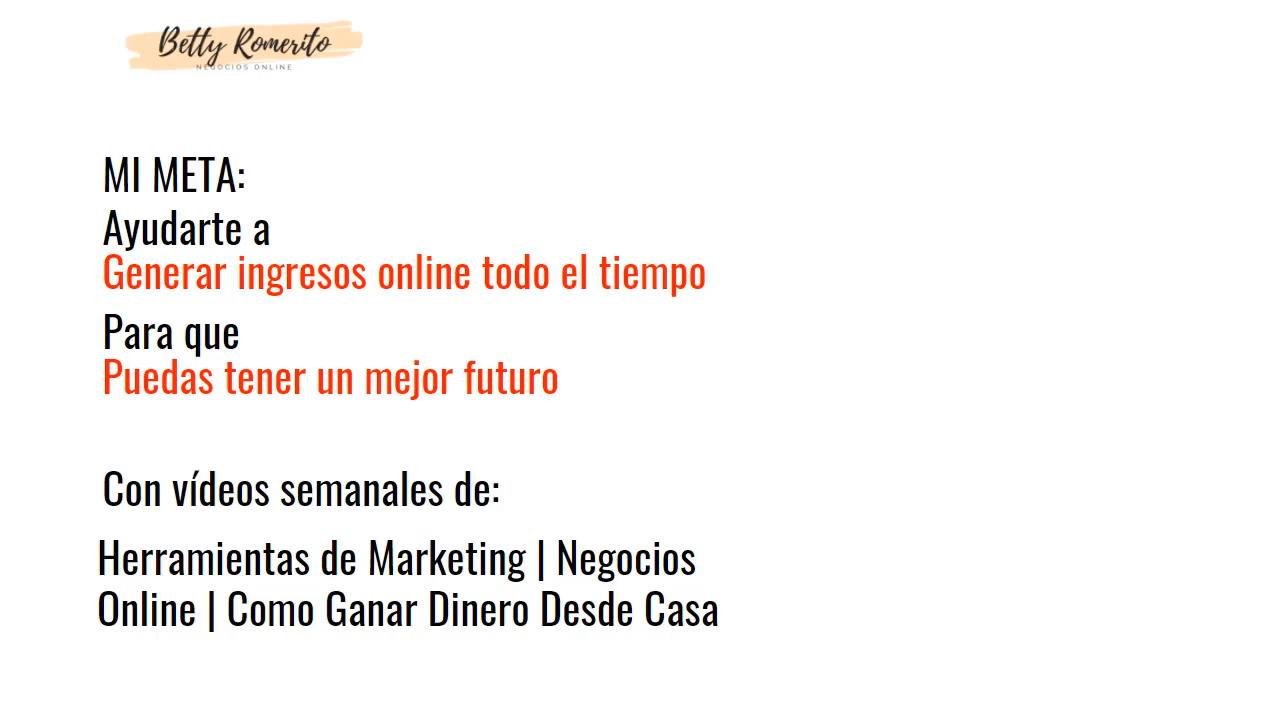 Betty Romerito
NEGOCIOS ONLINE
MI META:
Ayudarte a
Generar ingresos online todo el tiempo
Para que
Puedas tener un mejor futuro
Con vídeos semanales de:
Herramientas de Marketing | Negocios
Online | Como Ganar Dinero Desde Casa